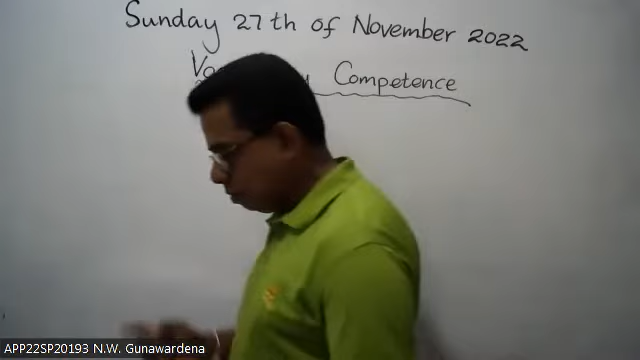 Sunday 27th of November 2022
Competence
APP22SP20193 N.W. Gunawardena